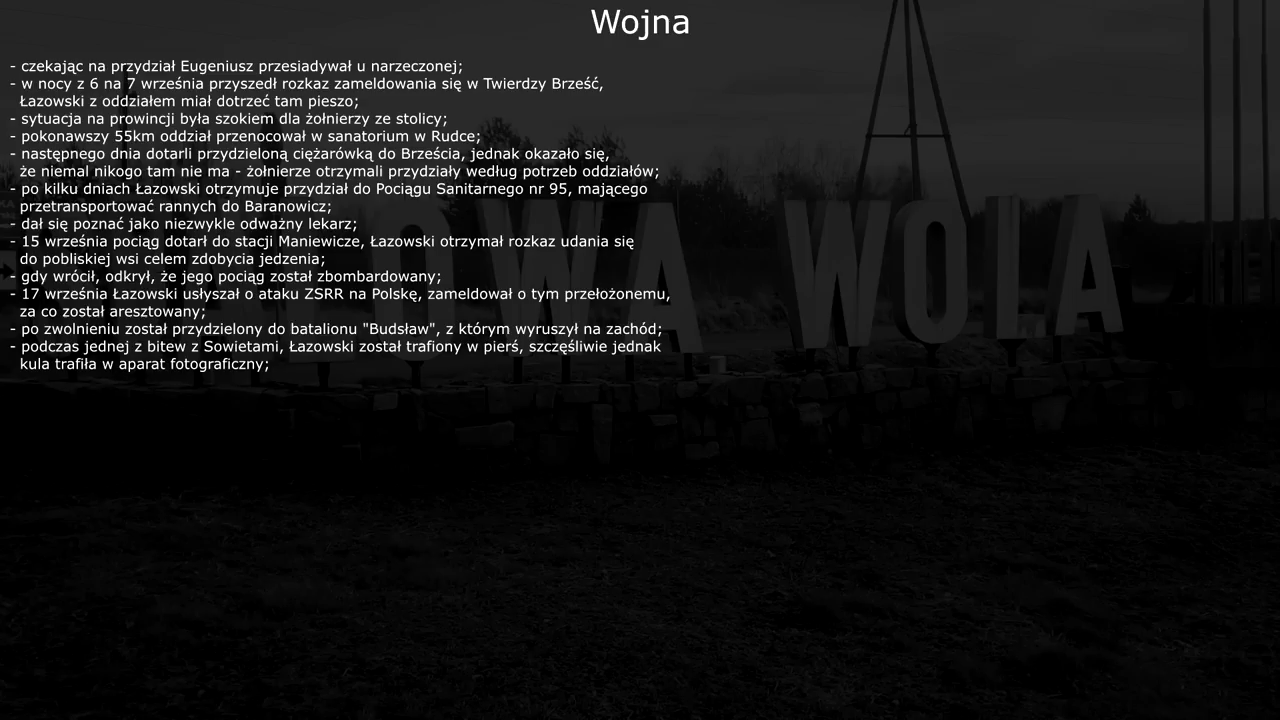 Wojna
- czekając na przydział Eugeniusz przesiadywał u narzeczonej;
- w nocy z 6 na 7 września przyszedł rozkaz zameldowania się w Twierdzy Brześć,
Łazowski z oddziałem miał dotrzeć tam pieszo;
- sytuacja na prowincji była szokiem dla żołnierzy ze stolicy;
- pokonawszy 55km oddział przenocował w sanatorium w Rudce;
- następnego dnia dotarli przydzieloną ciężarówką do Brześcia, jednak okazało się,
że niemal nikogo tam nie ma - żołnierze otrzymali przydziały według potrzeb oddziałów;
- po kilku dniach Łazowski otrzymuje przydział do Pociągu Sanitarnego nr 95, mającego
przetransportować rannych do Baranowicz;
- dał się poznać jako niezwykle odważny lekarz;
- 15 września pociąg dotarł do stacji Maniewicze, Łazowski otrzymał rozkaz udania się
do pobliskiej wsi celem zdobycia jedzenia;
- gdy wrócił, odkrył, że jego pociąg został zbombardowany;
- 17 września Łazowski usłyszał o ataku ZSRR na Polskę, zameldował o tym przełożonemu,
za co został aresztowany;
- po zwolnieniu został przydzielony do batalionu "Budsław", z którym wyruszył na zachód;
- podczas jednej z bitew z Sowietami, Łazowski został trafiony w pierś, szczęśliwie jednak
kula trafiła w aparat fotograficzny;
ALOWA WOLA